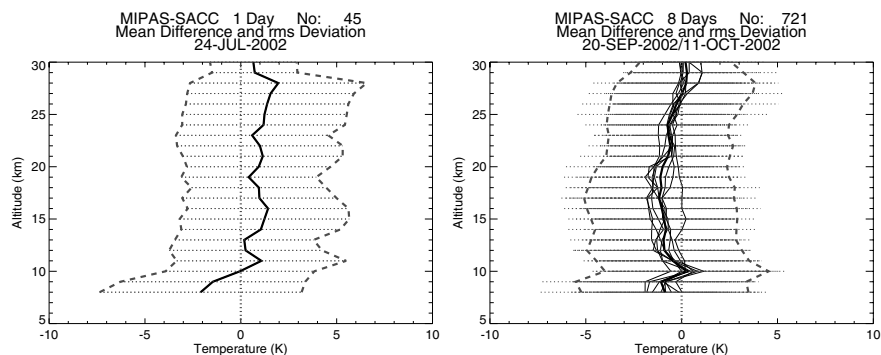 MIPAS-SACC 1 Day No: 45
Mean Difference and rms Deviation
24-JUL-2002
30
25
20
15
10
5
Altitude (km)
-10 -5 0 5 10
Temperature (K)
MIPAS-SACC 8 Days No: 721
Mean Difference and rms Deviation
20-SEP-2002/11-OCT-2002
30
25
20
15
10
5
Altitude (km)
-10 -5 0 5 10
Temperature (K)